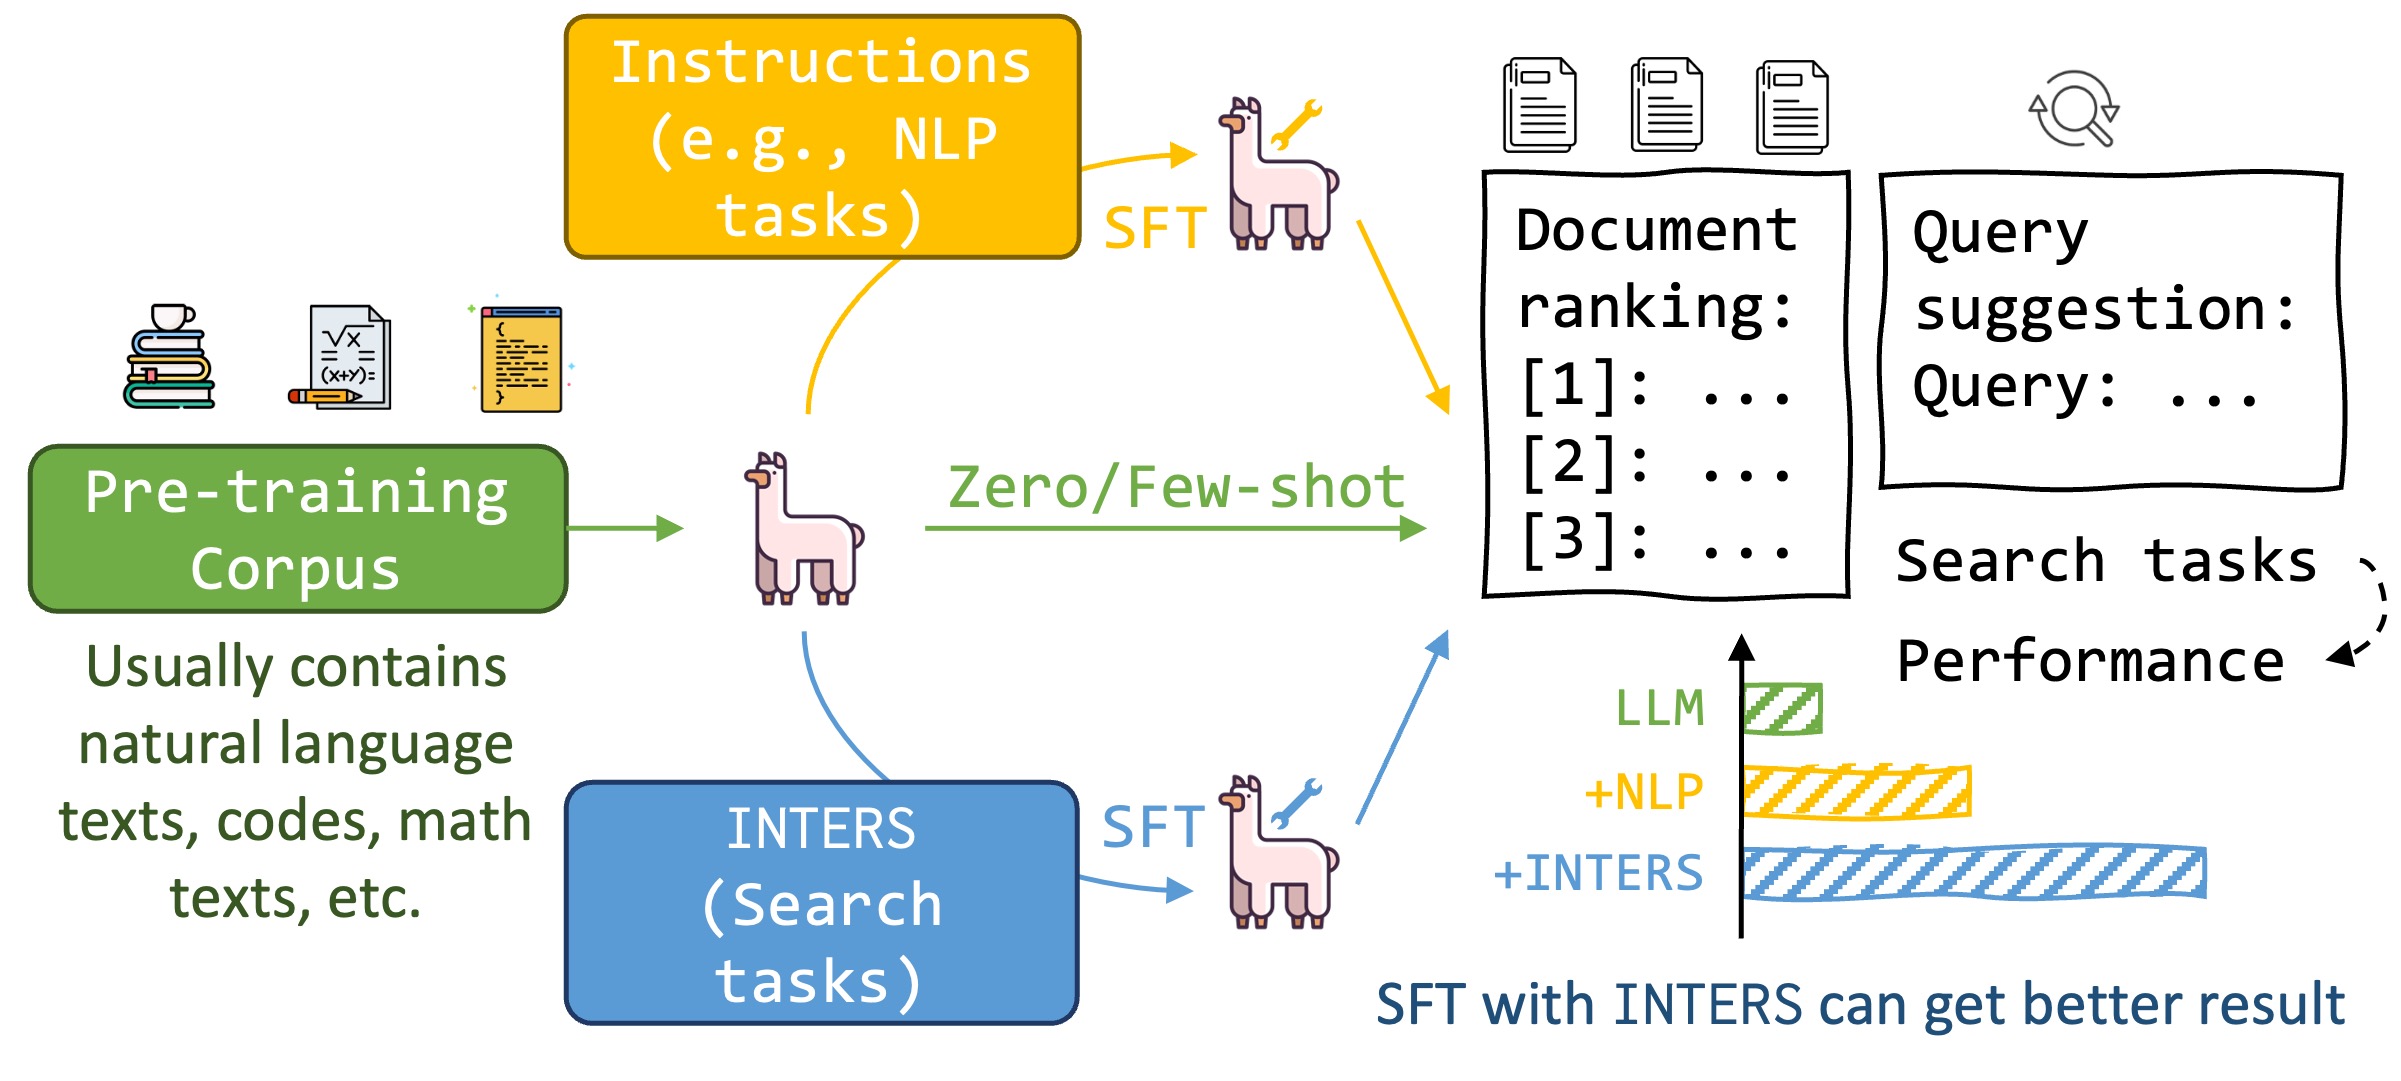 Instructions
(e.g., NLP
tasks)
SFT
√x
= =
(x+y)=
{
}
Pre-training
Corpus
Usually contains
natural language
texts, codes, math
texts, etc.
Zero/Few-shot
INTERS
(Search
tasks)
SFT
Document
ranking:
[1]: ...
[2]: ...
[3]: ...
Query
suggestion:
Query: ...
Search tasks
Performance
LLM
+NLP
+INTERS
SFT with INTERS can get better result